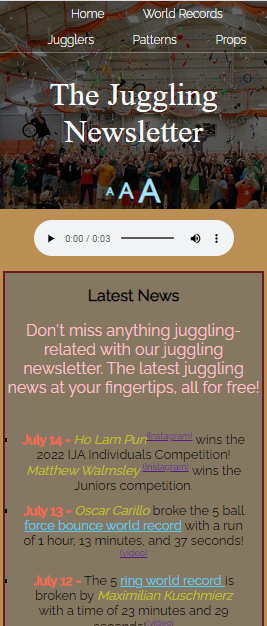 Home World Records
Jugglers Patterns Props
The Juggling
Newsletter
A A A
0:00 / 0:03
Latest News
Don't miss anything juggling-
related with our juggling
newsletter. The latest juggling
news at your fingertips, all for free!
July 14 - Ho Lam Pun(Instagram) wins the
2022 IJA Individuals Competition!
Matthew Walmsley (Instagram) wins the
Juniors competition.
July 13 - Oscar Carillo broke the 5 ball
force bounce world record with a run
of 1 hour, 13 minutes, and 37 seconds!
(video)
July 12 - The 5 ring world record is
broken by Maximilian Kuschmierz
with a time of 23 minutes and 29
seconds!(video)